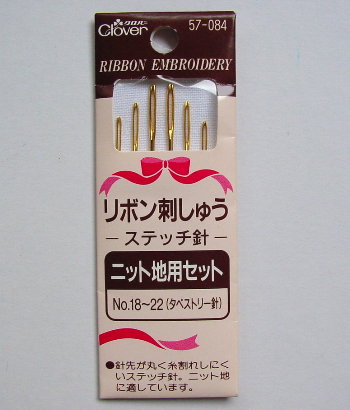 クロバー
Clover 57-084
RIBBON EMBROIDERY
リボン刺しゅう
－ステッチ針－
ニット地用セット
No.18～22（タペストリー針）
●針先が丸く糸割れしにく
いステッチ針。ニット地
に適しています。